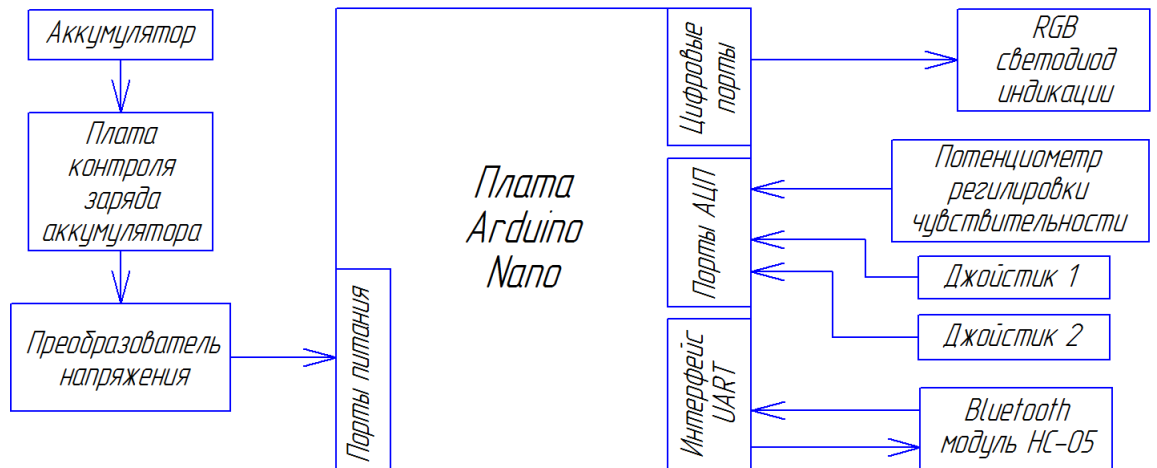 Аккумулятор
Плата
контроля
заряда
аккумулятора
Преобразователь
напряжения
Порты питания
Плата
Arduino
Nano
Цифровые
порты
Порты АЦП
Интерфейс
UART
RGB
светодиод
индикации
Потенциометр
регилировки
чувствительности
Джойстик 1
Джойстик 2
Bluetooth
модуль HC-05